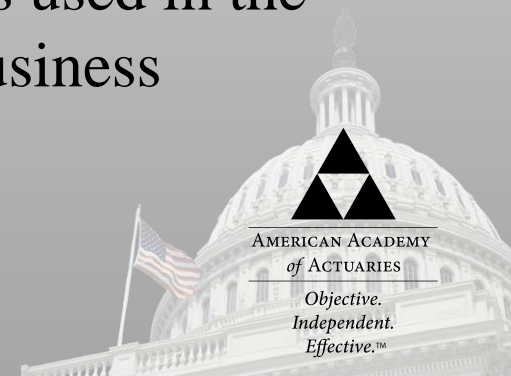 used in the
usiness
AMERICAN ACADEMY
of ACTUARIES
Objective.
Independent.
Effective.™